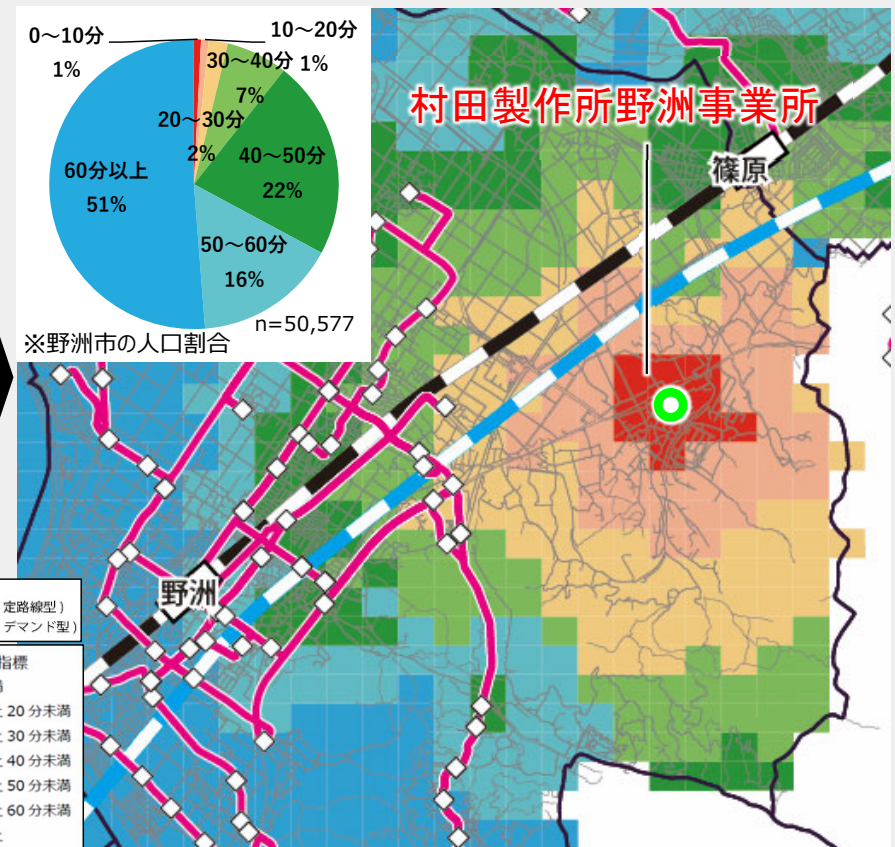 0～10分
1%
10～20分
1%
30～40分
7%
20～30分
2%
40～50分
22%
60分以上
51%
50～60分
16%
n=50,577
※野洲市の人口割合
村田製作所野洲事業所
篠原
野洲
定路線型）
デマンド型）
指標
20 分未満
30 分未満
40 分未満
50 分未満
60 分未満